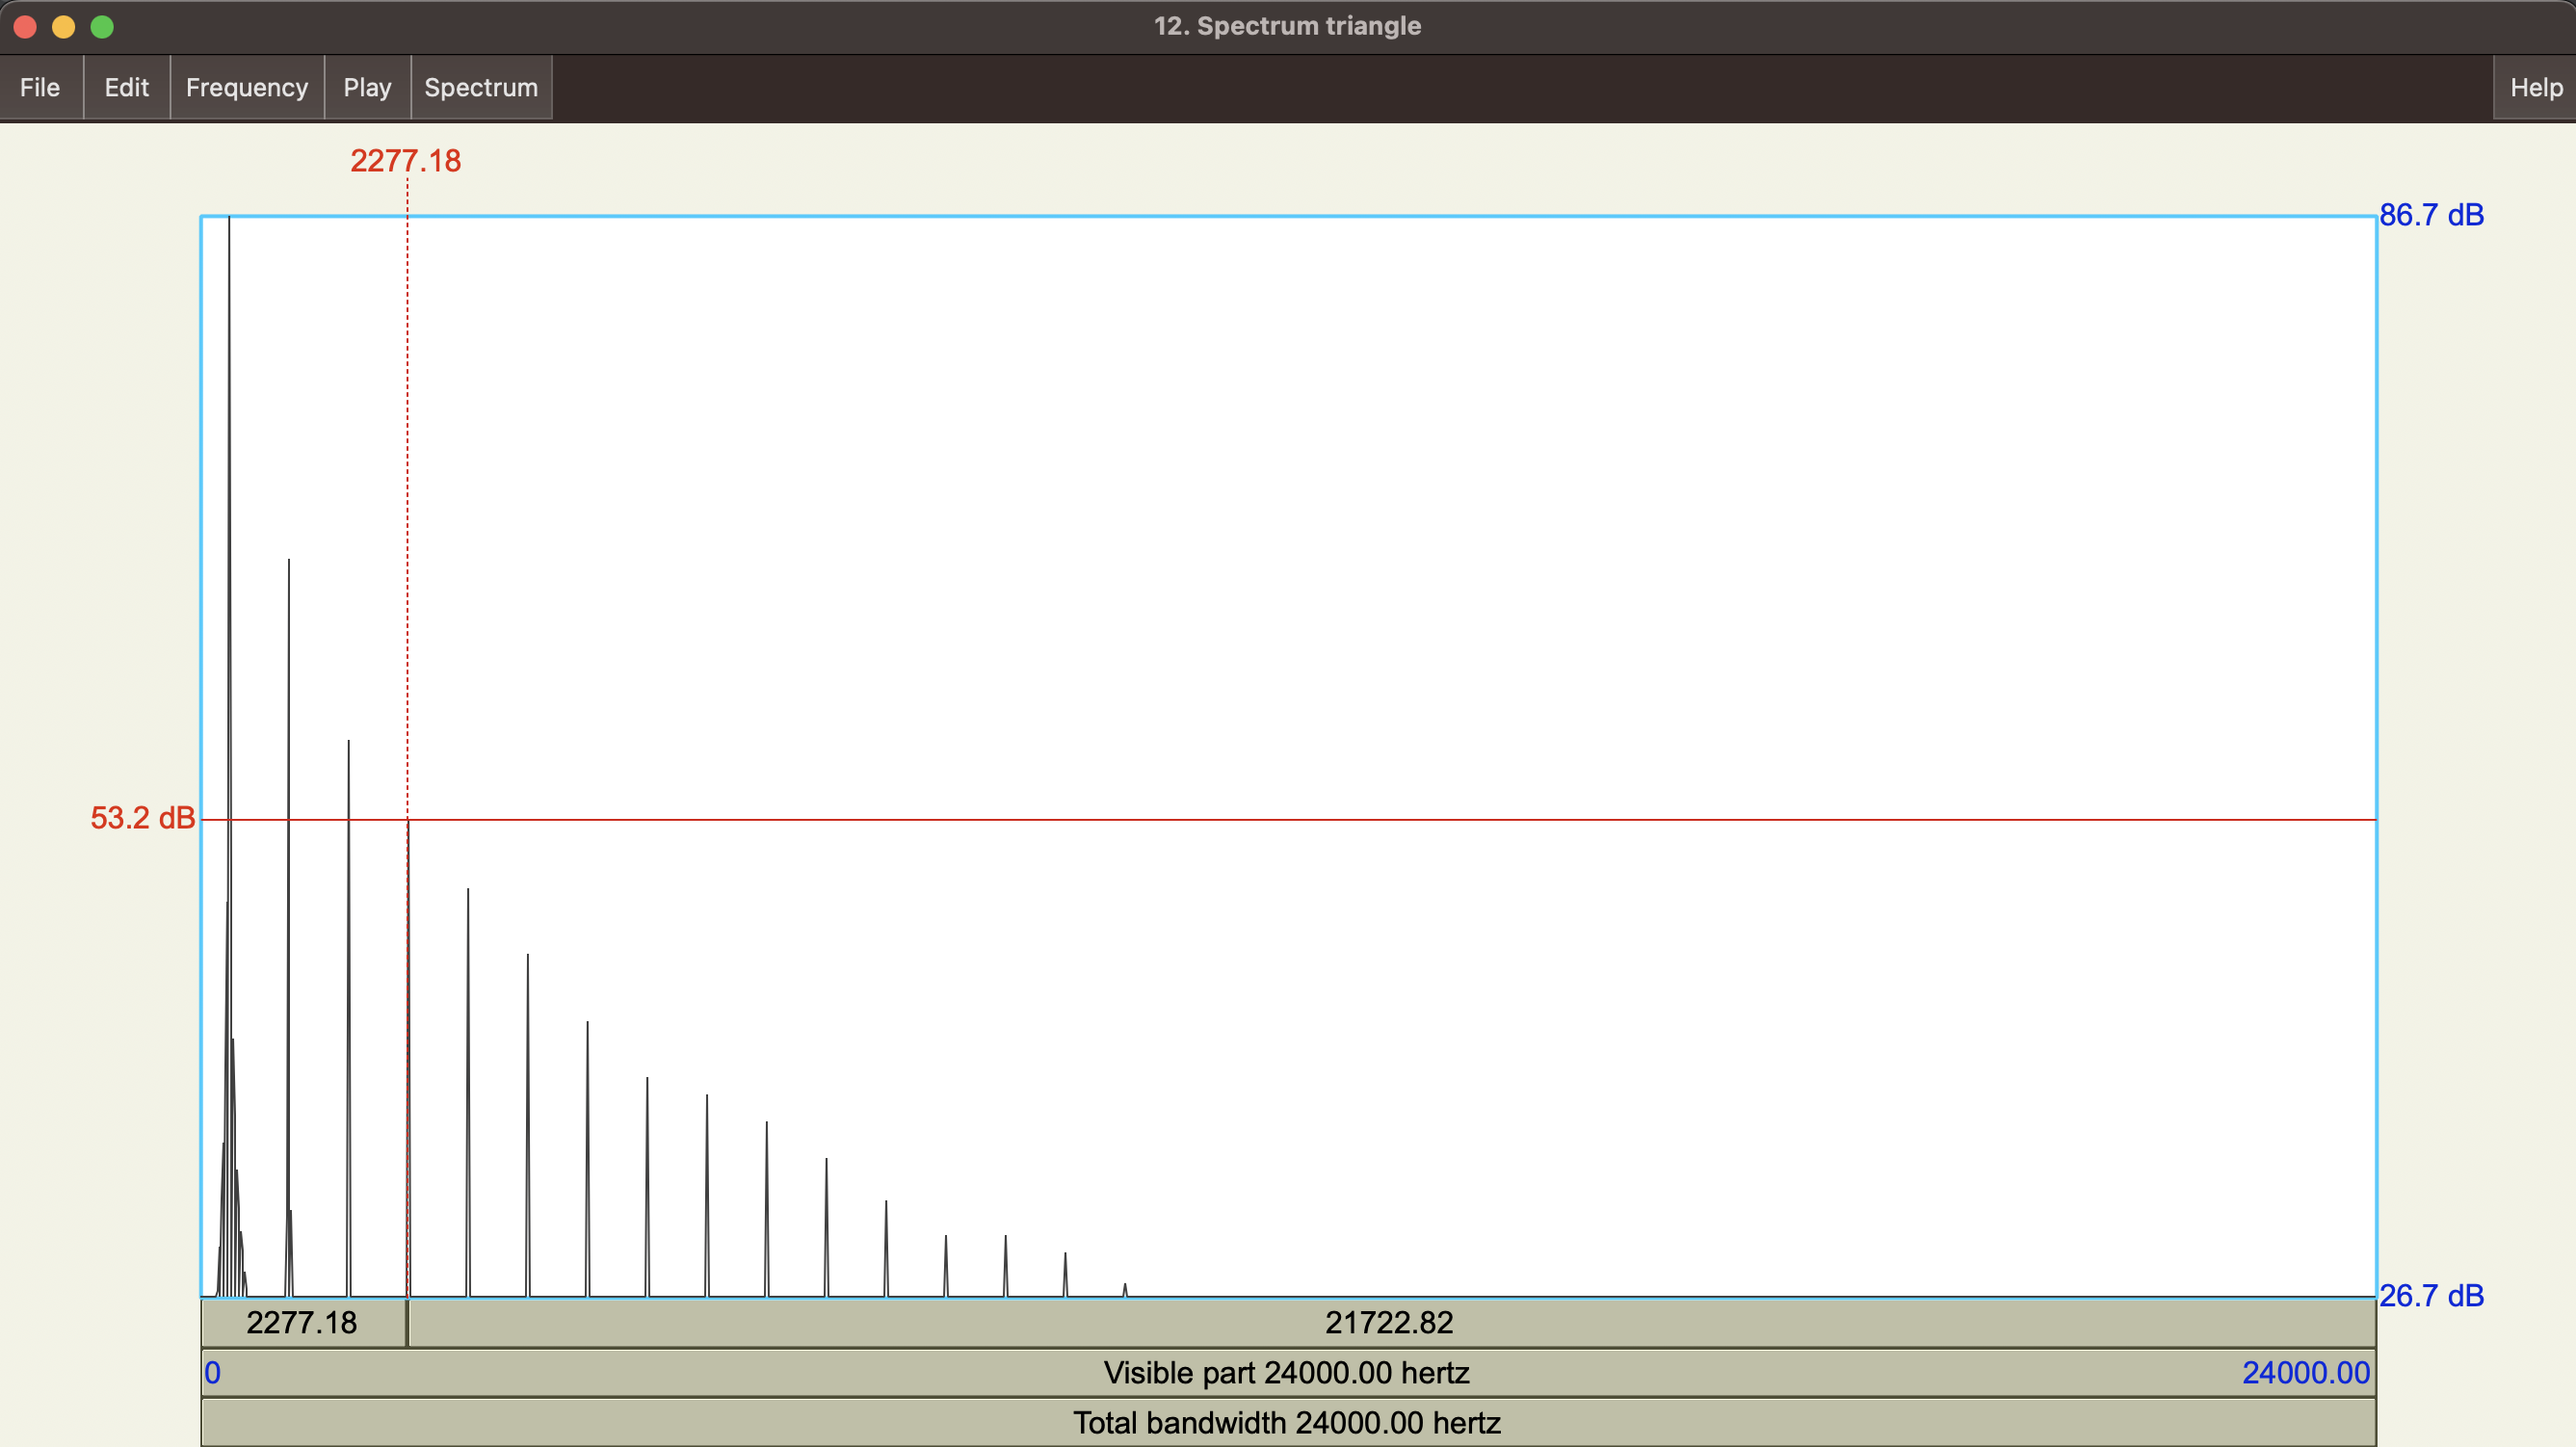 12. Spectrum triangle
File Edit Frequency Play Spectrum Help
2277.18
86.7 dB
53.2 dB
26.7 dB
2277.18 21722.82
0 Visible part 24000.00 hertz 24000.00
Total bandwidth 24000.00 hertz